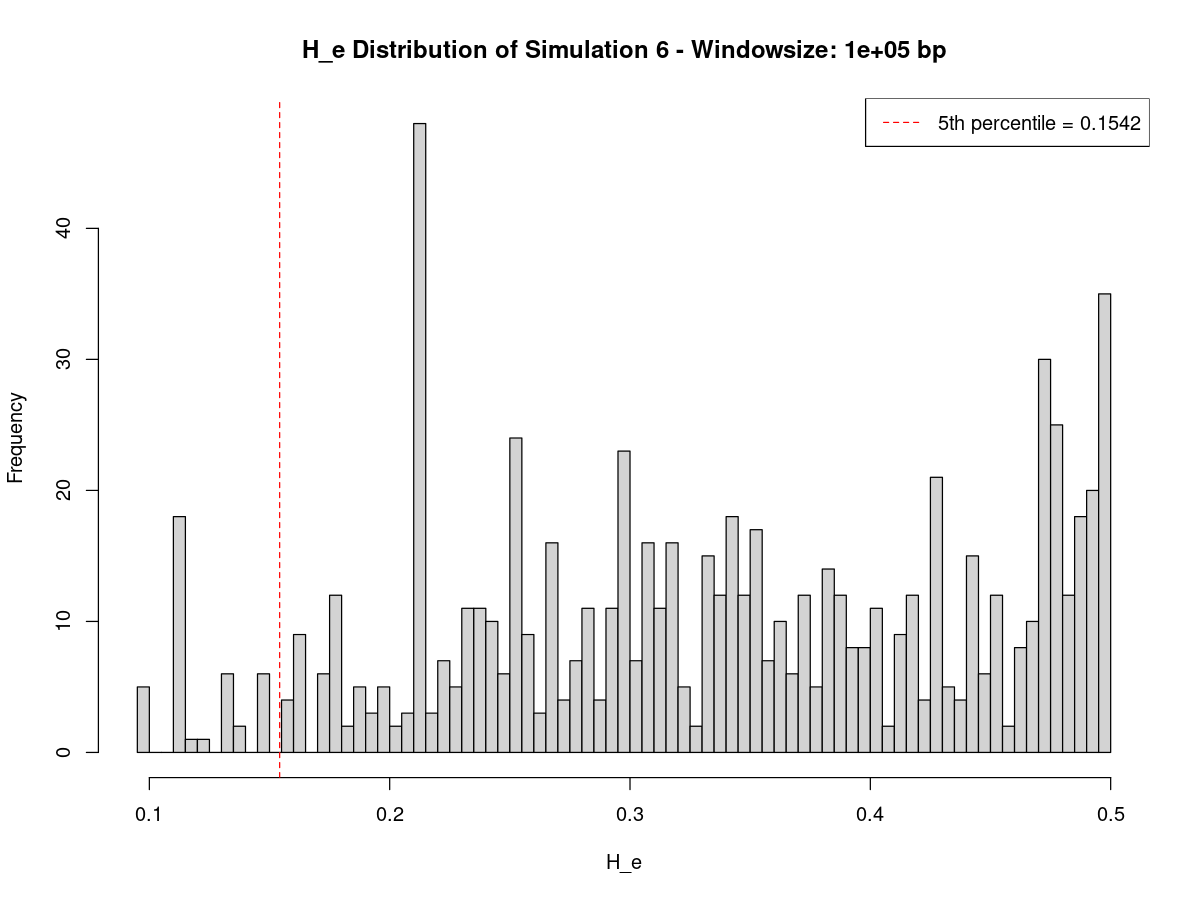 H_e Distribution of Simulation 6 - Windowsize: 1e+05 bp
5th percentile = 0.1542
Frequency
40
30
20
10
0
0.1 0.2 0.3 0.4 0.5
H_e